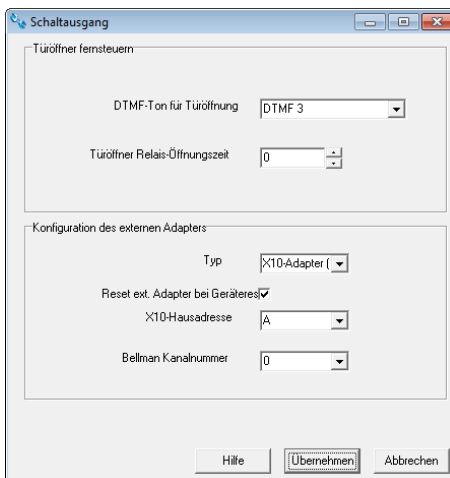 Schaltausgang
Türöffner fernsteuern
DTMF-Ton für Türöffnung DTMF 3
Türöffner Relais-Öffnungszeit 0
Konfiguration des externen Adapters
Typ X10-Adapter (
Reset ext. Adapter bei Geräteres
X10-Hausadresse A
Bellman Kanalnummer 0
Hilfe Übernehmen Abbrechen